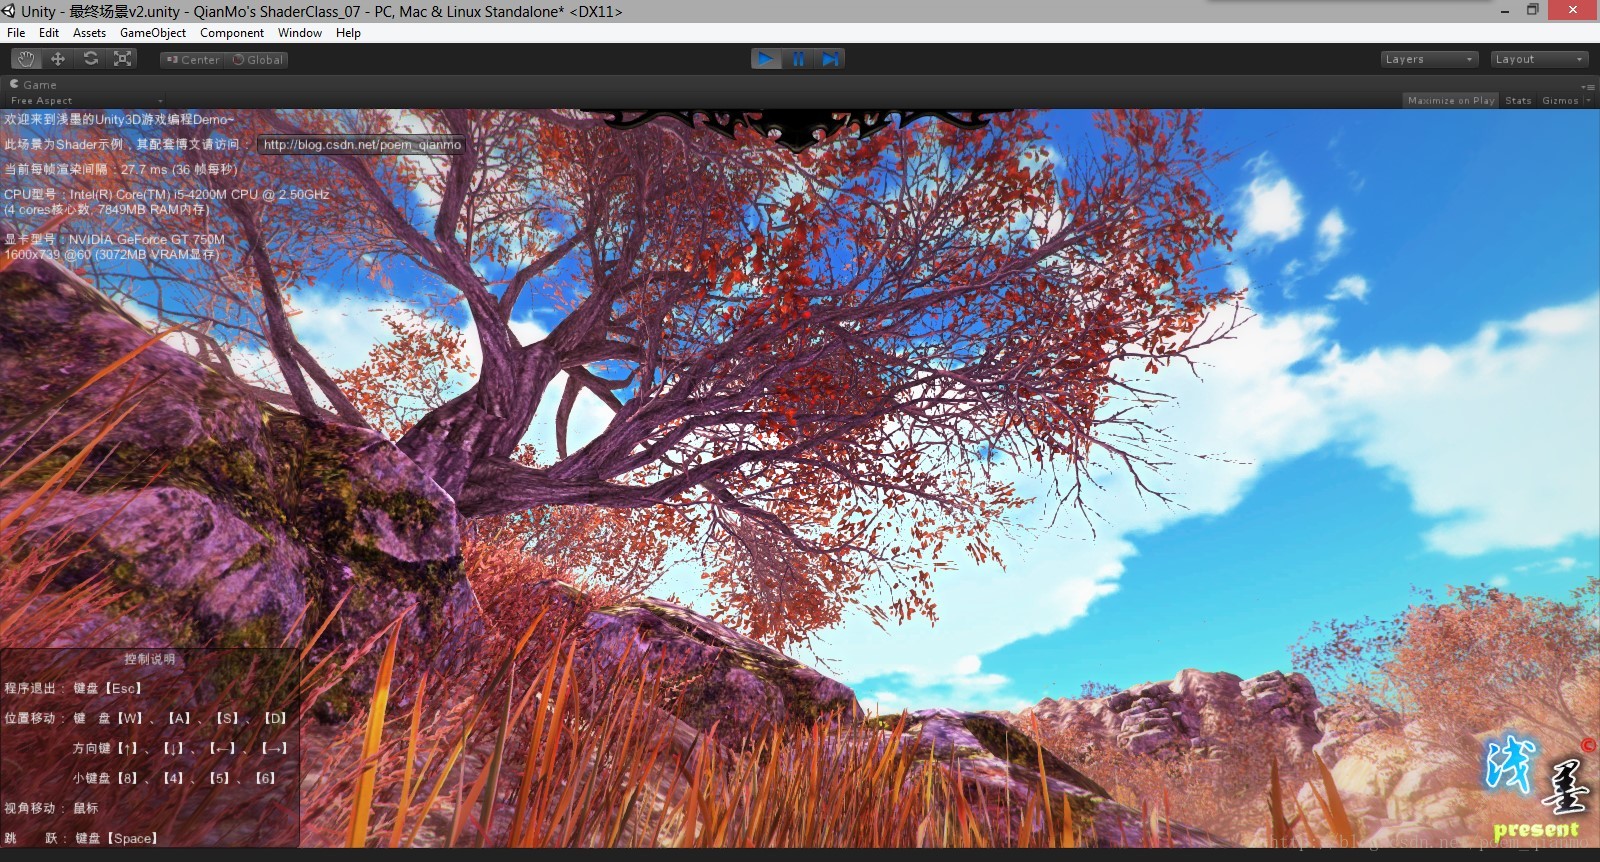 Unity - 最终场景v2.unity - QianMo's ShaderClass_07 - PC, Mac & Linux Standalone* <DX11>
File Edit Assets GameObject Component Window Help
Center Global Layers Layout
Game
Free Aspect Maximize on Play Stats Gizmos
欢迎来到浅墨的Unity3D游戏编程Demo~
此场景为Shader示例，其配套博文请访问： http://blog.csdn.net/poem_qianmo
当前每帧渲染间隔：27.7 ms (36 帧每秒)
CPU型号：Intel(R) Core(TM) i5-4200M CPU @ 2.50GHz
(4 cores核心数, 7849MB RAM内存)
显卡型号：NVIDIA GeForce GT 750M
1600x739 @60 (3072MB VRAM显存)
控制说明
程序退出： 键盘【Esc】
位置移动： 键 盘【W】、【A】、【S】、【D】
方向键【↑】、【↓】、【←】、【→】
小键盘【8】、【4】、【5】、【6】
视角移动： 鼠标
跳 跃： 键盘【Space】
浅墨
©
present
http://blog.csdn.net/poem_qianmo